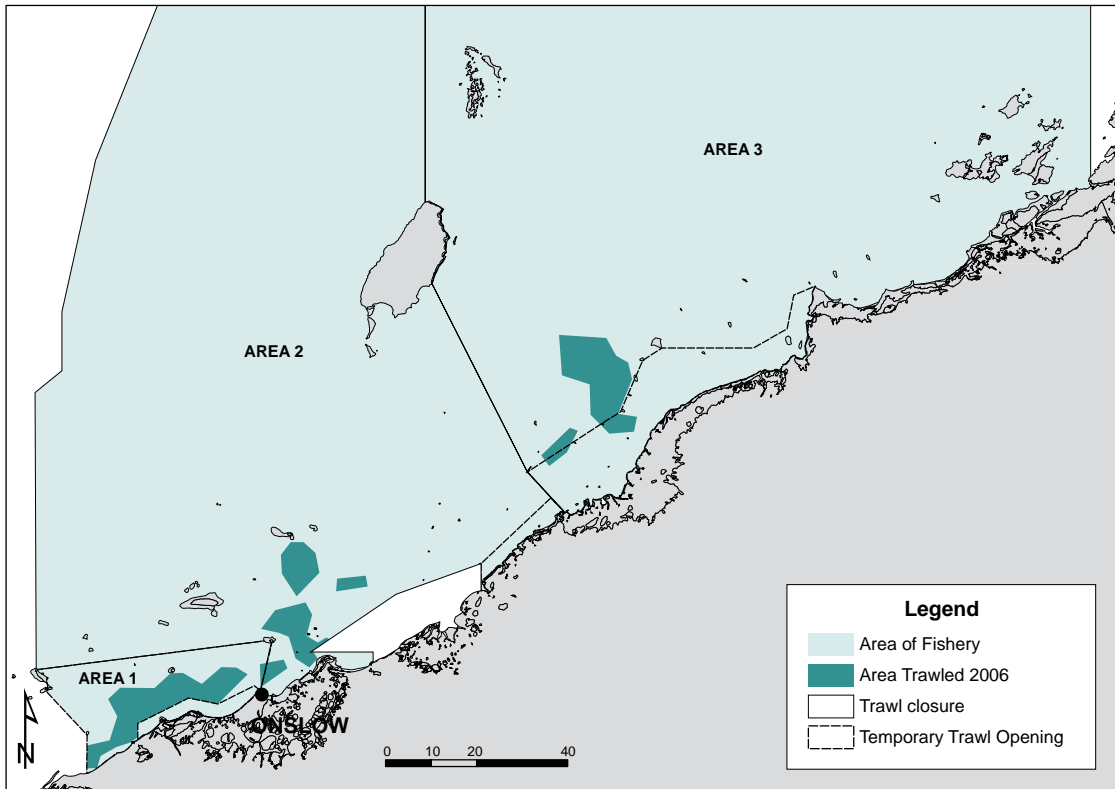 AREA 3
AREA 2
AREA 1
ONSLOW
N
0 10 20 40
Legend
Area of Fishery
Area Trawled 2006
Trawl closure
Temporary Trawl Opening